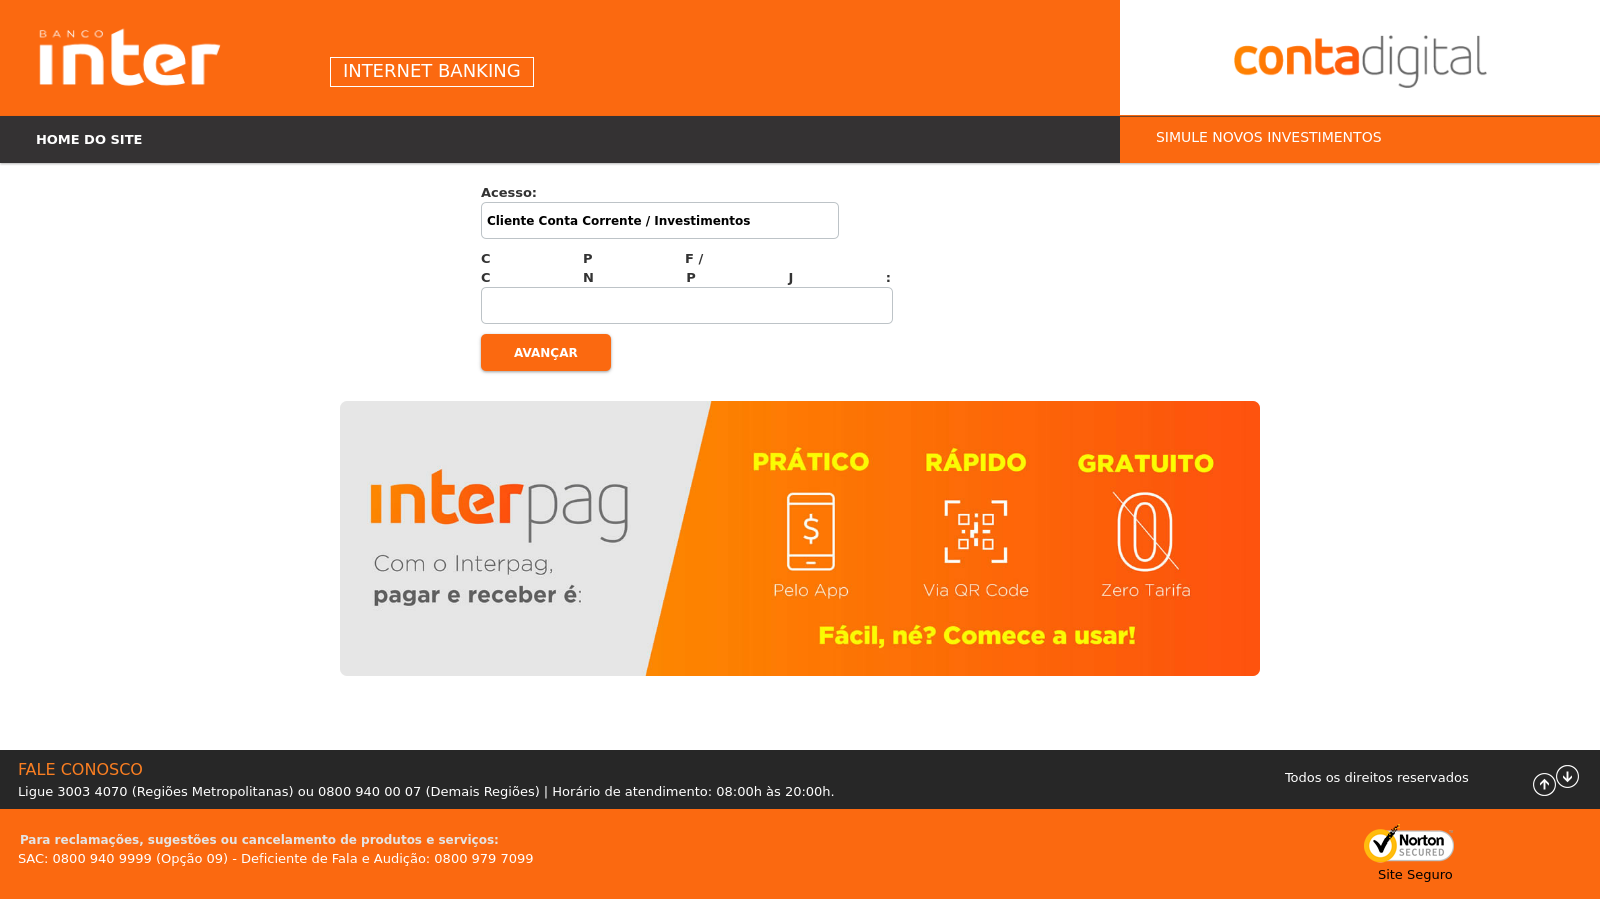 BANCO
inter
INTERNET BANKING
contadigital
HOME DO SITE
SIMULE NOVOS INVESTIMENTOS
Acesso:
Cliente Conta Corrente / Investimentos
C P F /
C N P J :
AVANÇAR
interpag
Com o Interpag,
pagar e receber é:
PRÁTICO RÁPIDO GRATUITO
$ 0
Pelo App Via QR Code Zero Tarifa
Fácil, né? Comece a usar!
FALE CONOSCO
Ligue 3003 4070 (Regiões Metropolitanas) ou 0800 940 00 07 (Demais Regiões) | Horário de atendimento: 08:00h às 20:00h.
Todos os direitos reservados
Para reclamações, sugestões ou cancelamento de produtos e serviços:
SAC: 0800 940 9999 (Opção 09) - Deficiente de Fala e Audição: 0800 979 7099
Norton
SECURED
Site Seguro